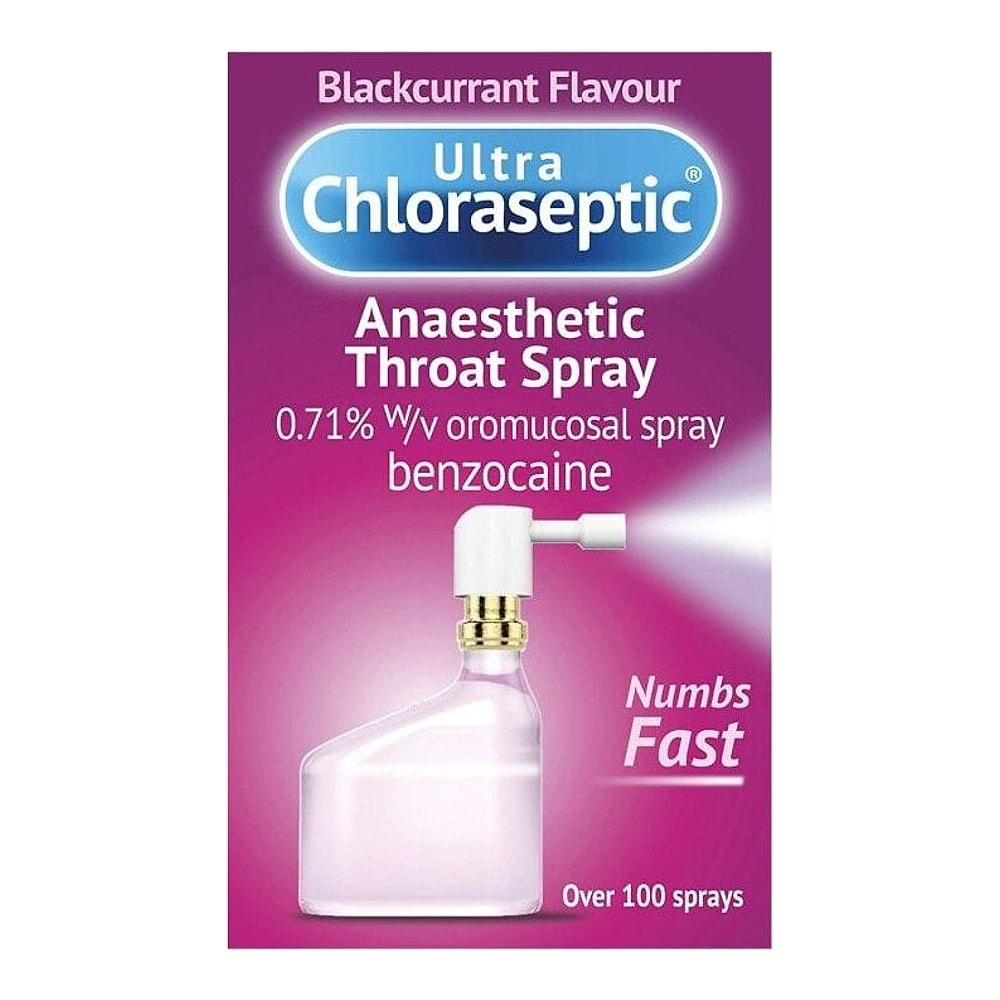 Blackcurrant Flavour
Ultra
Chloraseptic®
Anaesthetic
Throat Spray
0.71% w/v oromucosal spray
benzocaine
Numbs
Fast
Over 100 sprays